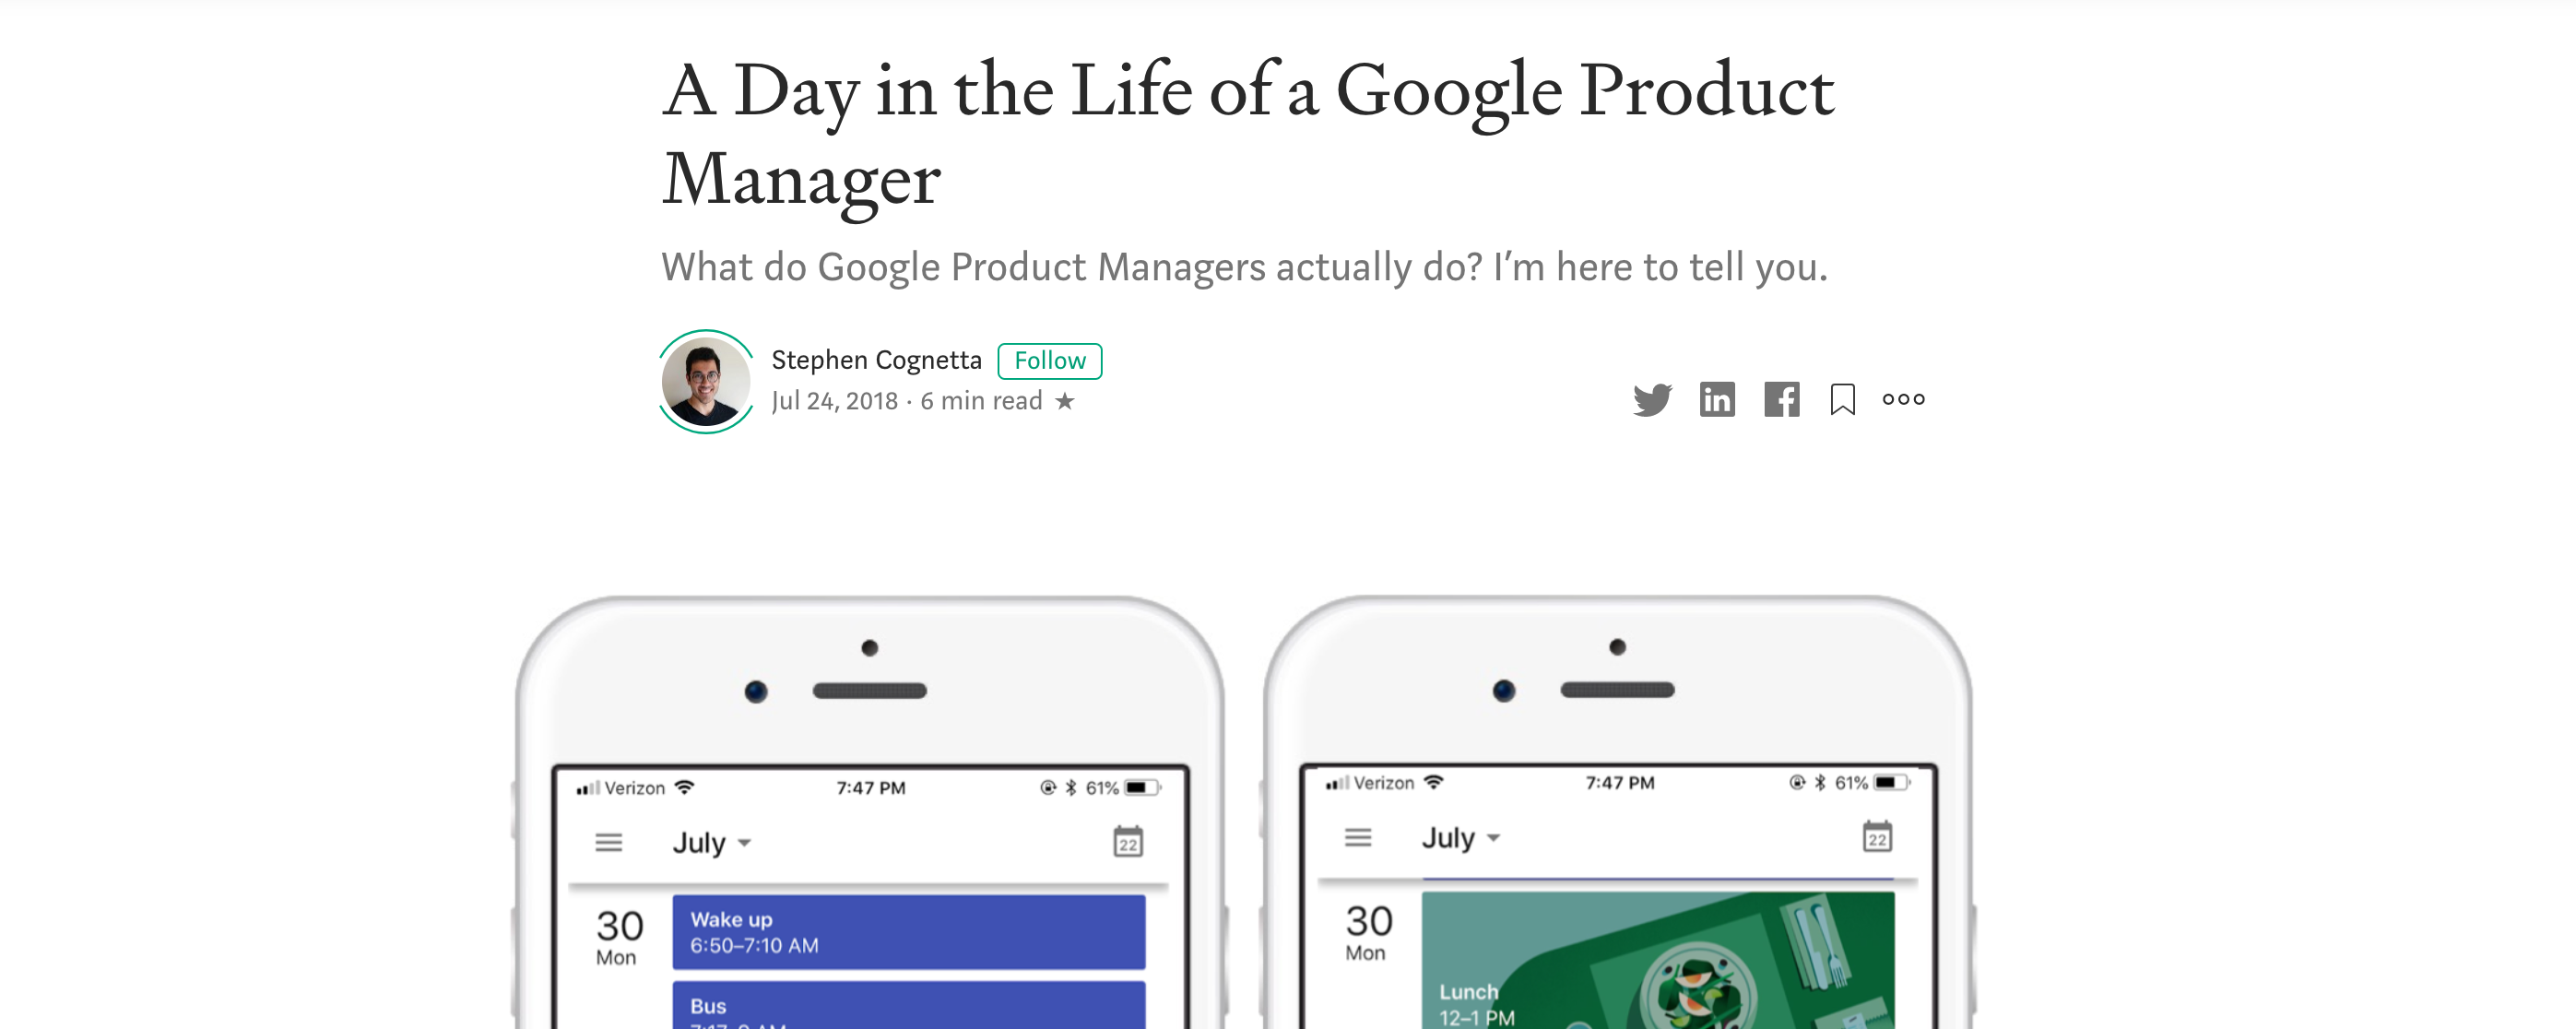 A Day in the Life of a Google Product
Manager
What do Google Product Managers actually do? I'm here to tell you.
Stephen Cognetta Follow
Jul 24, 2018 · 6 min read ★
Verizon 7:47 PM 61%
July 22
30
Mon
Wake up
6:50–7:10 AM
Bus
Verizon 7:47 PM 61%
July 22
30
Mon
Lunch
12–1 PM